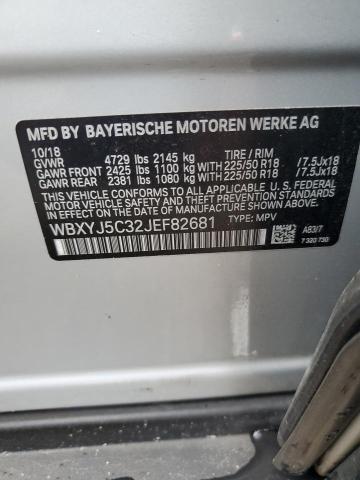 MFD BY BAYERISCHE MOTOREN WERKE AG
10/18 TIRE / RIM
GVWR 4729 lbs 2145 kg
GAWR FRONT 2425 lbs 1100 kg WITH 225/50 R18 /7.5Jx18
GAWR REAR 2381 lbs 1080 kg WITH 225/50 R18 /7.5Jx18
THIS VEHICLE CONFORMS TO ALL APPLICABLE U. S. FEDERAL
MOTOR VEHICLE SAFETY, BUMPER, AND THEFT PREVENTION
STANDARDS IN EFFECT ON THE DATE OF MANUFACTURE SHOWN ABOVE.
WBXYJ5C32JEF82681 TYPE: MPV
A83/7
7 320 730